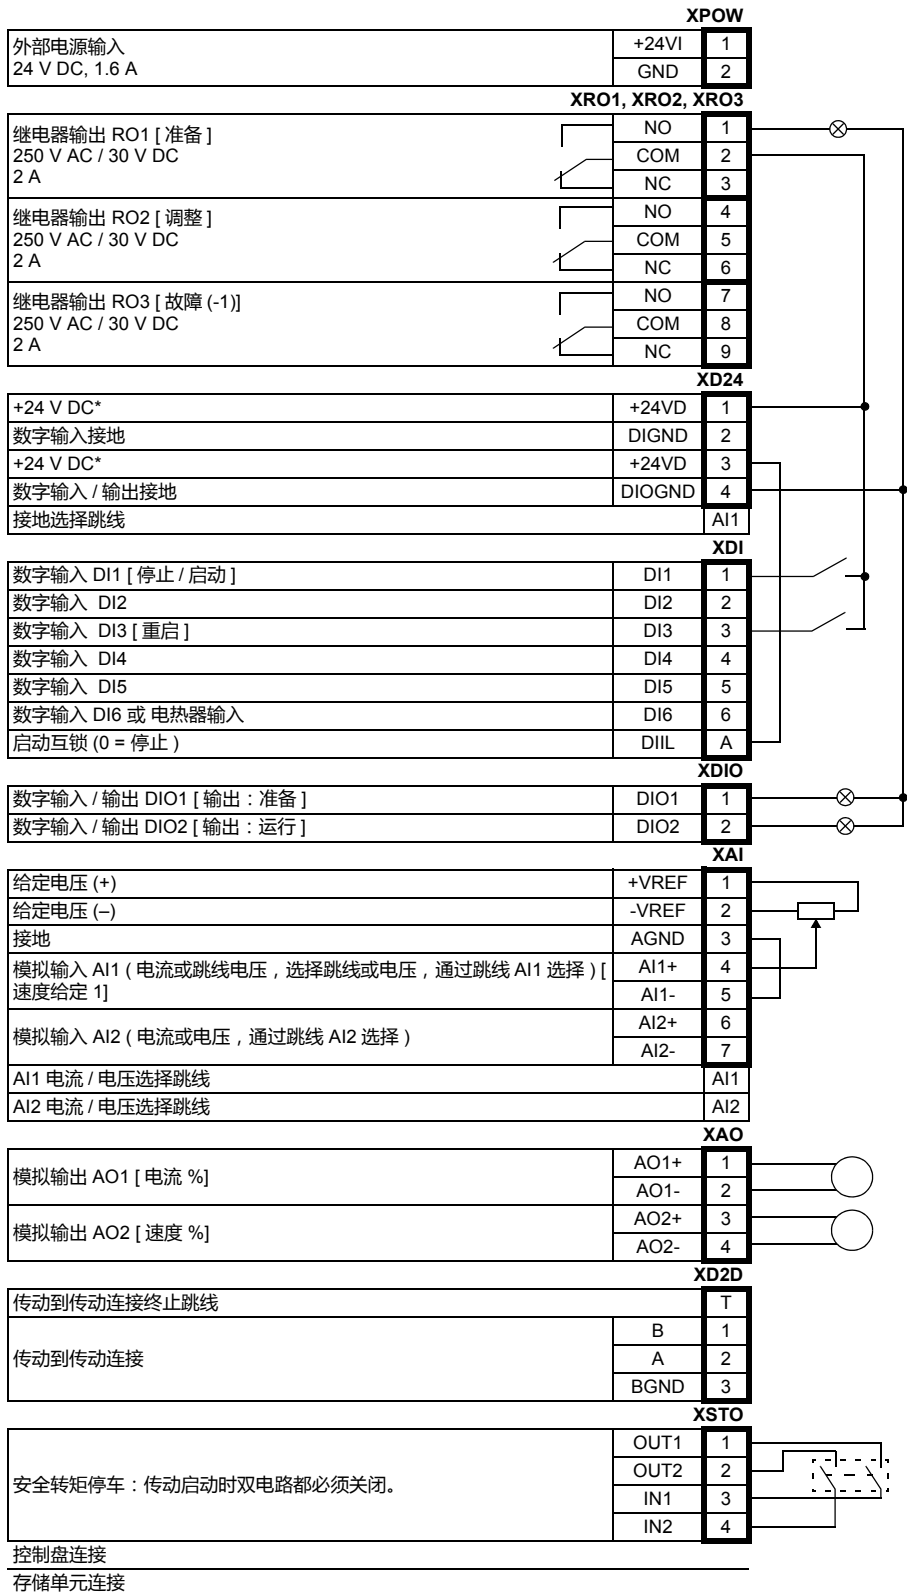 XPOW
外部电源输入
24 V DC, 1.6 A
+24VI 1
GND 2
XRO1, XRO2, XRO3
继电器输出 RO1 [ 准备 ]
250 V AC / 30 V DC
2 A
NO 1
COM 2
NC 3
继电器输出 RO2 [ 调整 ]
250 V AC / 30 V DC
2 A
NO 4
COM 5
NC 6
继电器输出 RO3 [ 故障 (-1)]
250 V AC / 30 V DC
2 A
NO 7
COM 8
NC 9
XD24
+24 V DC* +24VD 1
数字输入接地 DIGND 2
+24 V DC* +24VD 3
数字输入 / 输出接地 DIOGND 4
接地选择跳线 AI1
XDI
数字输入 DI1 [ 停止 / 启动 ] DI1 1
数字输入 DI2 DI2 2
数字输入 DI3 [ 重启 ] DI3 3
数字输入 DI4 DI4 4
数字输入 DI5 DI5 5
数字输入 DI6 或 电热器输入 DI6 6
启动互锁 (0 = 停止 ) DIIL A
XDIO
数字输入 / 输出 DIO1 [ 输出：准备 ] DIO1 1
数字输入 / 输出 DIO2 [ 输出：运行 ] DIO2 2
XAI
给定电压 (+) +VREF 1
给定电压 (–) -VREF 2
接地 AGND 3
模拟输入 AI1 ( 电流或跳线电压，选择跳线或电压，通过跳线 AI1 选择 ) [
速度给定 1]
AI1+ 4
AI1- 5
模拟输入 AI2 ( 电流或电压，通过跳线 AI2 选择 )
AI2+ 6
AI2- 7
AI1 电流 / 电压选择跳线 AI1
AI2 电流 / 电压选择跳线 AI2
XAO
模拟输出 AO1 [ 电流 %]
AO1+ 1
AO1- 2
模拟输出 AO2 [ 速度 %]
AO2+ 3
AO2- 4
XD2D
传动到传动连接终止跳线 T
传动到传动连接
B 1
A 2
BGND 3
XSTO
安全转矩停车：传动启动时双电路都必须关闭。
OUT1 1
OUT2 2
IN1 3
IN2 4
控制盘连接
存储单元连接